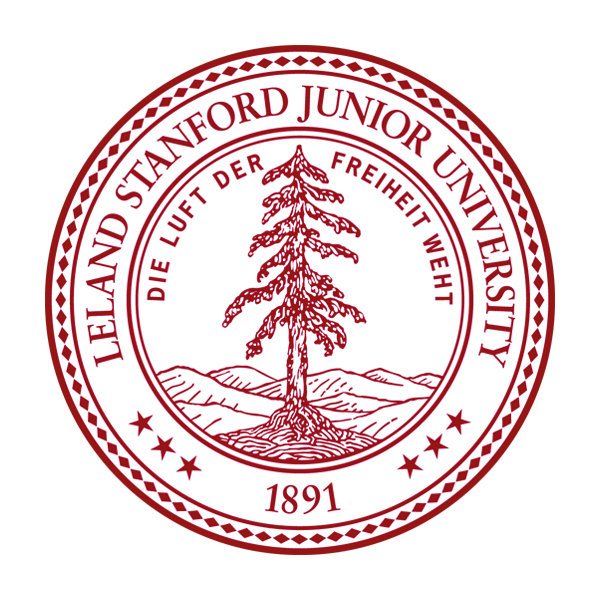 LELAND STANFORD JUNIOR UNIVERSITY
DIE LUFT DER FREIHEIT WEHT
1891